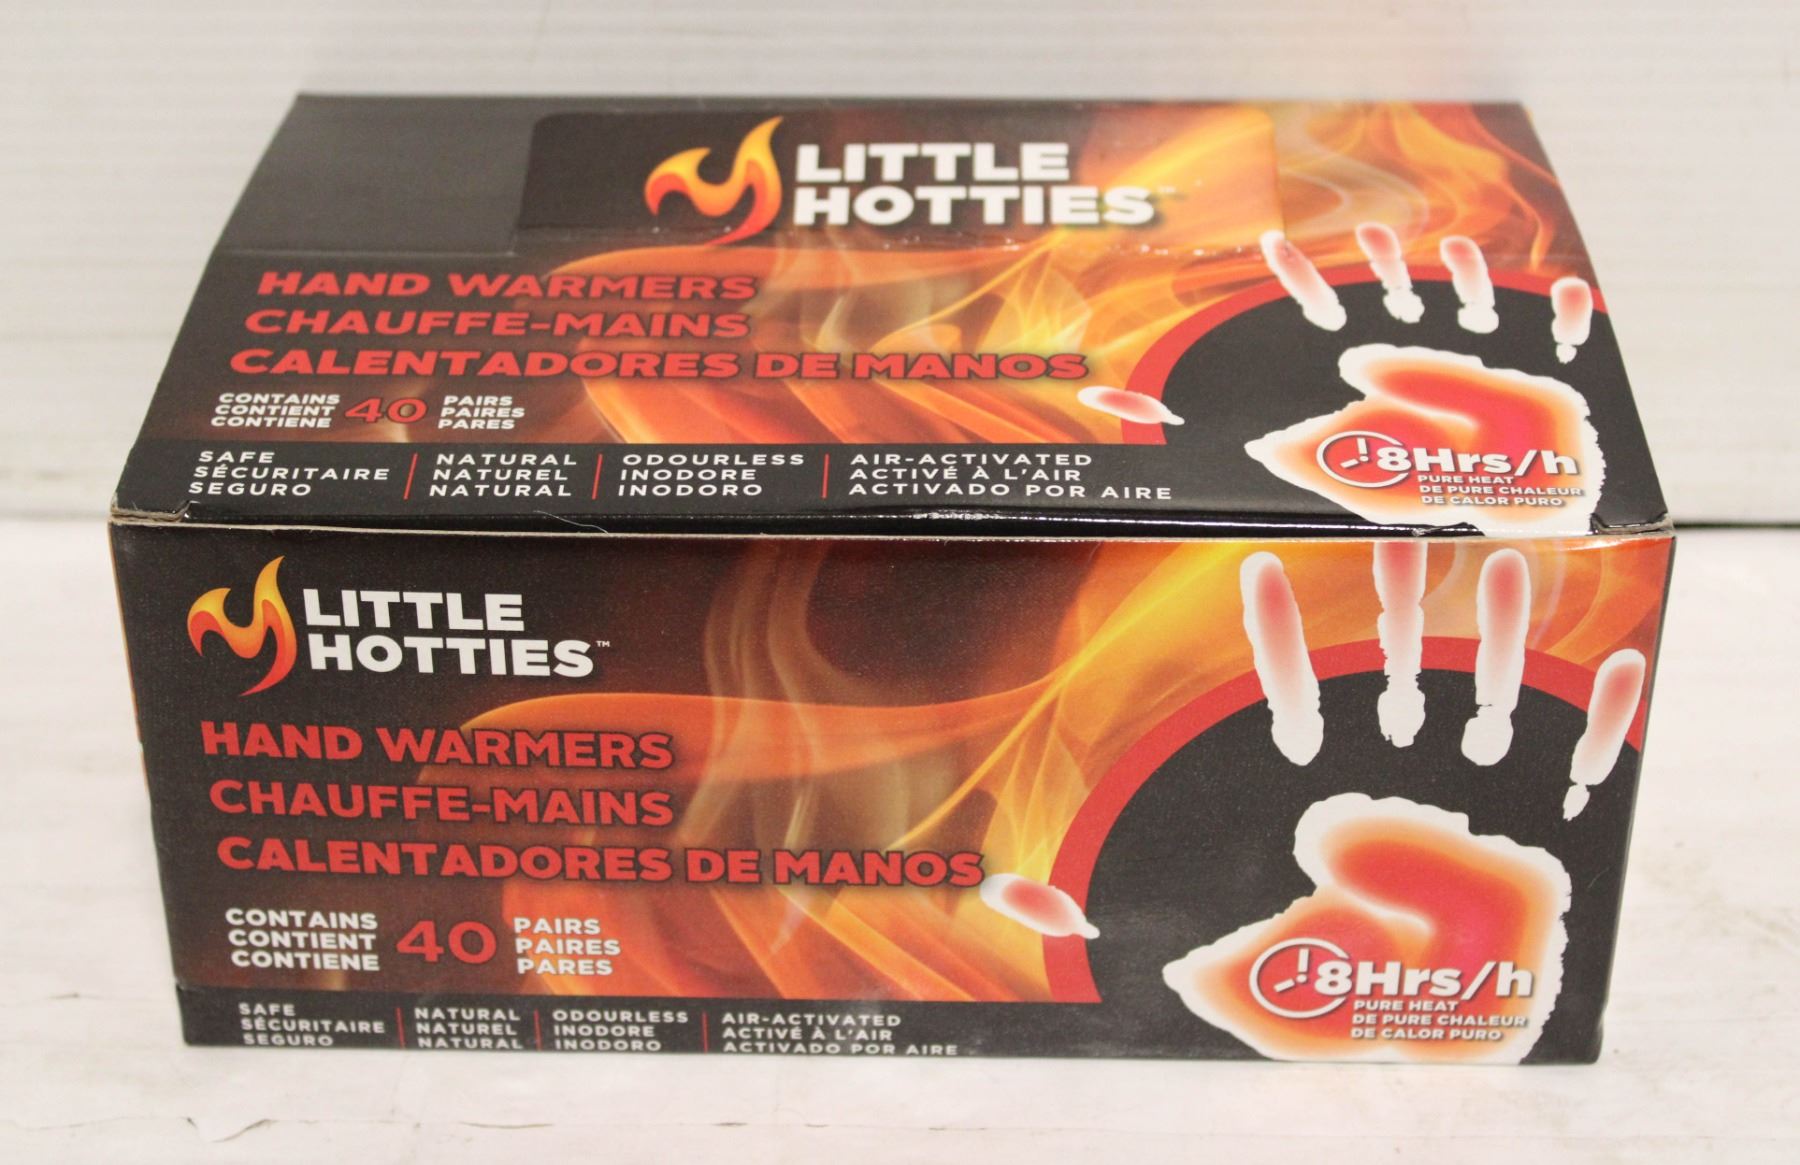 LITTLE
HOTTIES™
HAND WARMERS
CHAUFFE-MAINS
CALENTADORES DE MANOS
CONTAINS
CONTIENT
CONTIENE
40
PAIRS
PAIRES
PARES
SAFE
SÉCURITAIRE
SEGURO
NATURAL
NATUREL
NATURAL
ODOURLESS
INODORE
INODORO
AIR-ACTIVATED
ACTIVÉ À L'AIR
ACTIVADO POR AIRE
8Hrs/h
PURE HEAT
DE PURE CHALEUR
DE CALOR PURO
LITTLE
HOTTIES™
HAND WARMERS
CHAUFFE-MAINS
CALENTADORES DE MANOS
CONTAINS
CONTIENT
CONTIENE
40
PAIRS
PAIRES
PARES
SAFE
SÉCURITAIRE
SEGURO
NATURAL
NATUREL
NATURAL
ODOURLESS
INODORE
INODORO
AIR-ACTIVATED
ACTIVÉ À L'AIR
ACTIVADO POR AIRE
8Hrs/h
PURE HEAT
DE PURE CHALEUR
DE CALOR PURO